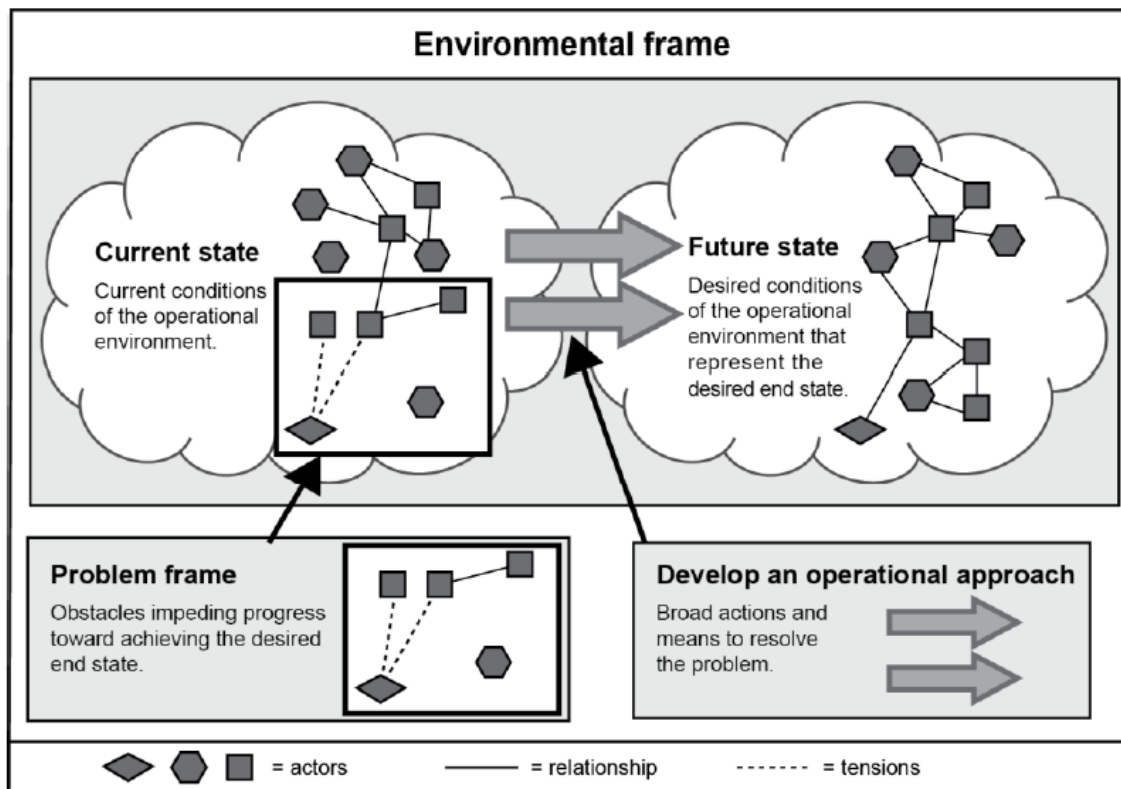 Environmental frame
Current state
Current conditions
of the operational
environment.
Future state
Desired conditions
of the operational
environment that
represent the
desired end state.
Problem frame
Obstacles impeding progress
toward achieving the desired
end state.
Develop an operational approach
Broad actions and
means to resolve
the problem.
= actors
= relationship
= tensions